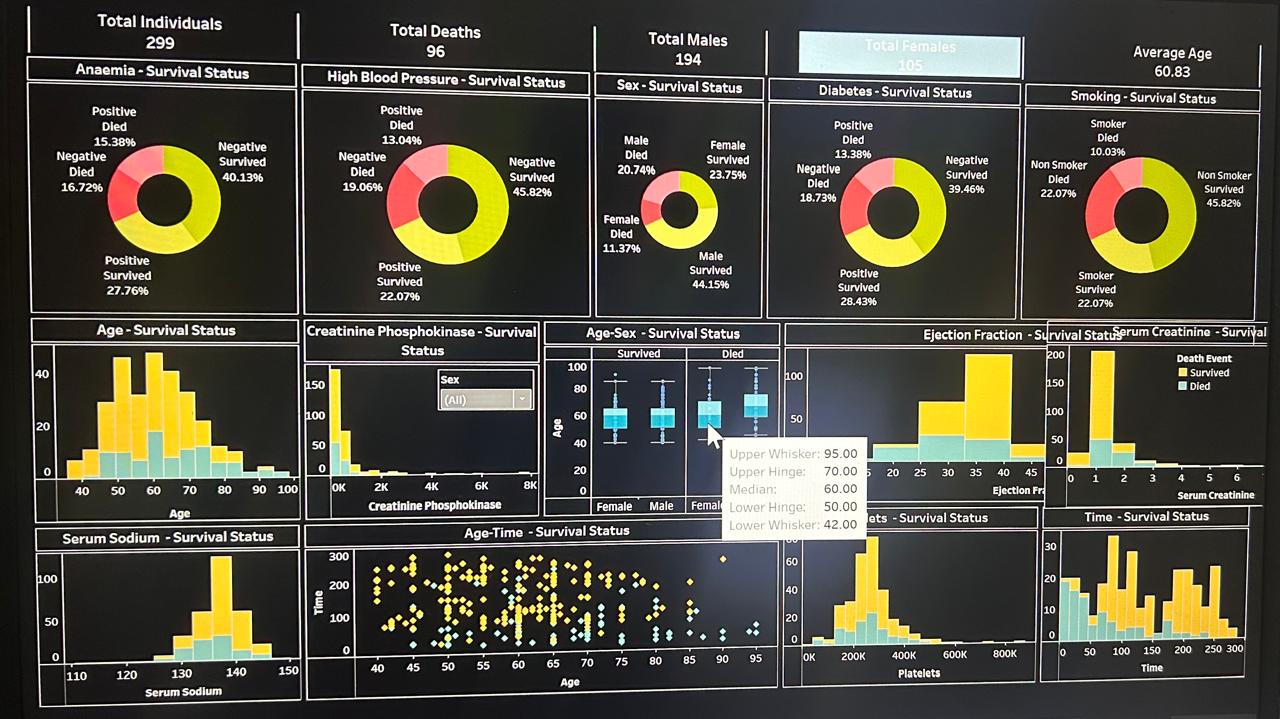 Total Individuals
299
Total Deaths
96
Total Males
194
Total Females
105
Average Age
60.83
Anaemia - Survival Status
Positive
Died
15.38%
Negative
Died
16.72%
Negative
Survived
40.13%
Positive
Survived
27.76%
High Blood Pressure - Survival Status
Positive
Died
13.04%
Negative
Died
19.06%
Negative
Survived
45.82%
Positive
Survived
22.07%
Sex - Survival Status
Male
Died
20.74%
Female
Survived
23.75%
Female
Died
11.37%
Male
Survived
44.15%
Diabetes - Survival Status
Positive
Died
13.38%
Negative
Died
18.73%
Negative
Survived
39.46%
Positive
Survived
28.43%
Smoking - Survival Status
Smoker
Died
10.03%
Non Smoker
Died
22.07%
Non Smoker
Survived
45.82%
Smoker
Survived
22.07%
Age - Survival Status
40
20
0
40 50 60 70 80 90 100
Age
Creatinine Phosphokinase - Survival
Status
150
100
50
0
Sex
(All)
0K 2K 4K 6K 8K
Creatinine Phosphokinase
Age-Sex - Survival Status
Survived Died
100
80
60
40
20
0
Age
Female Male
Upper Whisker: 95.00
Upper Hinge: 70.00
Median: 60.00
Lower Hinge: 50.00
Lower Whisker: 42.00
Ejection Fraction - Survival Status
100
50
20 25 30 35 40 45
Serum Creatinine - Survival
200
150
100
50
0
Death Event
Survived
Died
0 1 2 3 4 5 6
Serum Creatinine
Serum Sodium - Survival Status
100
50
0
110 120 130 140 150
Serum Sodium
Age-Time - Survival Status
300
200
100
0
Time
40 45 50 55 60 65 70 75 80 85 90 95
Age
Survival Status
80
60
40
20
0
0K 200K 400K 600K 800K
Platelets
Time - Survival Status
30
20
10
0
0 50 100 150 200 250 300
Time